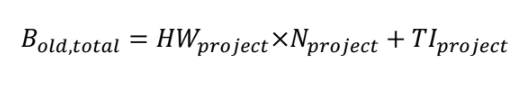 B_{old,total} = HW_{project}×N_{project} + TI_{project}